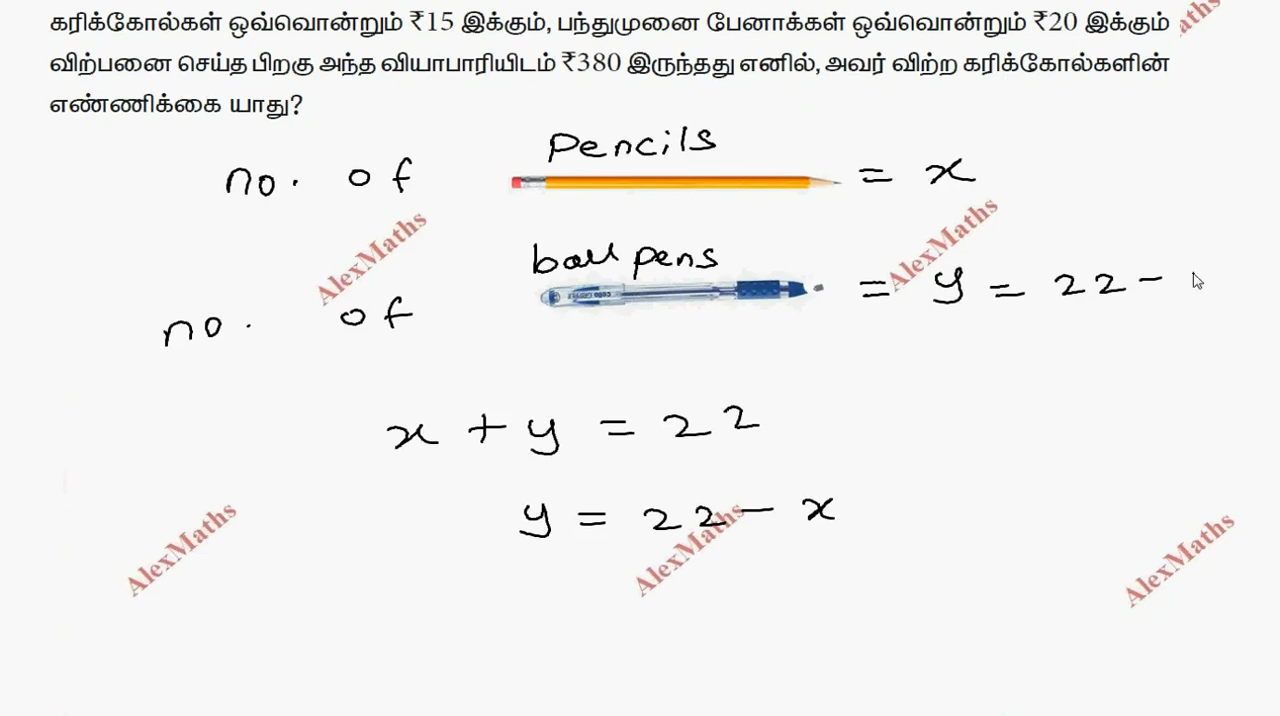 கரிக்கோல்கள் ஒவ்வொன்றும் ₹15 இக்கும், பந்துமுனை பேனாக்கள் ஒவ்வொன்றும் ₹20 இக்கும்
விற்பனை செய்த பிறகு அந்த வியாபாரியிடம் ₹380 இருந்தது எனில், அவர் விற்ற கரிக்கோல்களின்
எண்ணிக்கை யாது?
Pencils
no. of = x
ball pens
no. of = y = 22 -
x + y = 22
y = 22 - x
AlexMaths
AlexMaths
AlexMaths
AlexMaths
AlexMaths